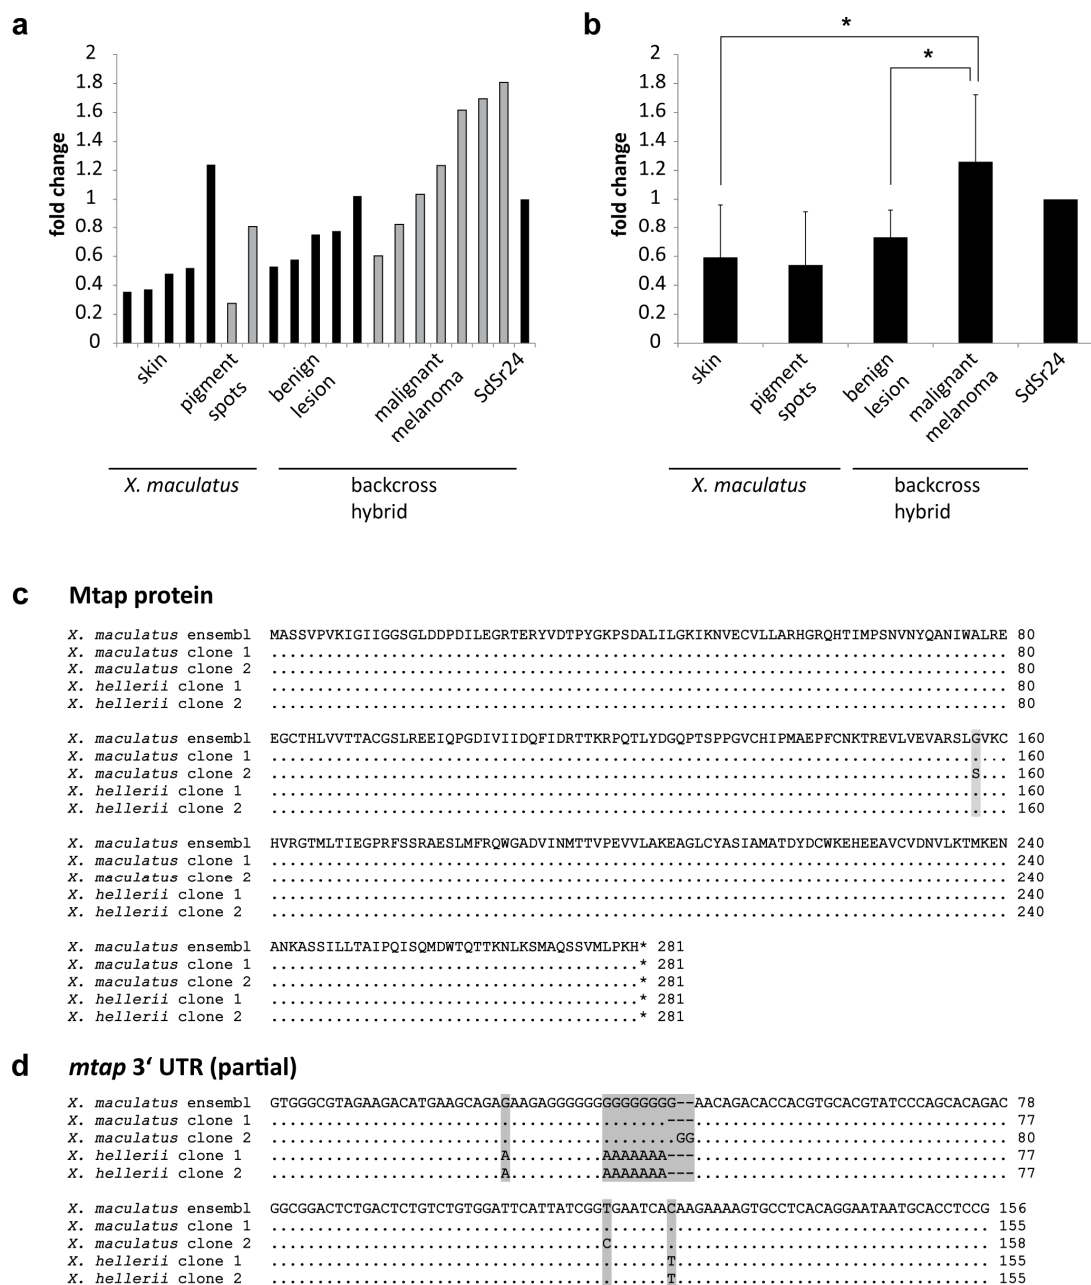 a
b
fold change
2
1.8
1.6
1.4
1.2
1
0.8
0.6
0.4
0.2
0
skin
pigment
spots
benign
lesion
malignant
melanoma
SdSr24
X. maculatus
backcross
hybrid
fold change
2
1.8
1.6
1.4
1.2
1
0.8
0.6
0.4
0.2
0
*
*
skin
pigment
spots
benign
lesion
malignant
melanoma
SdSr24
X. maculatus
backcross
hybrid
c Mtap protein
X. maculatus ensembl MASSVPVKIGIIGGSGLDDPDILEGRTERYVDTPYGKPSDALILGKIKNVECVLLARHGRQHTIMPSNVNYQANIWALRE 80
X. maculatus clone 1 ................................................................................ 80
X. maculatus clone 2 ................................................................................ 80
X. hellerii clone 1 ................................................................................ 80
X. hellerii clone 2 ................................................................................ 80
X. maculatus ensembl EGCTHLVVTTACGSLREEIQPGDIVIIDQFIDRTTKRPQTLYDGQPTSPPGVCHIPMAEPFCNKTREVLVEVARSLGVKC 160
X. maculatus clone 1 ................................................................................ 160
X. maculatus clone 2 ............................................................................S... 160
X. hellerii clone 1 ................................................................................ 160
X. hellerii clone 2 ................................................................................ 160
X. maculatus ensembl HVRGTMLTIEGPRFSSRAESLMFRQWGADVINMTTVPEVVLAKEAGLCYASIAMATDYDCWKEHEEAVCVDNVLKTMKEN 240
X. maculatus clone 1 ................................................................................ 240
X. maculatus clone 2 ................................................................................ 240
X. hellerii clone 1 ................................................................................ 240
X. hellerii clone 2 ................................................................................ 240
X. maculatus ensembl ANKASSILLTAIPQISQMDWTQTTKNLKSMAQSSVMLPKH* 281
X. maculatus clone 1 ........................................* 281
X. maculatus clone 2 ........................................* 281
X. hellerii clone 1 ........................................* 281
X. hellerii clone 2 ........................................* 281
d mtap 3‘ UTR (partial)
X. maculatus ensembl GTGGGCGTAGAAGACATGAAGCAGAGAAGAGGGGGGGGGGGGGG--AACAGACACCACGTGCACGTATCCCAGCACAGAC 78
X. maculatus clone 1 ...........................................---.................................. 77
X. maculatus clone 2 ............................................GG.................................. 80
X. hellerii clone 1 .........................A..........AAAAAAA---.................................. 77
X. hellerii clone 2 .........................A..........AAAAAAA---.................................. 77
X. maculatus ensembl GGCGGACTCTGACTCTGTCTGTGGATTCATTATCGGTGAATCACAAGAAAAGTGCCTCACAGGAATAATGCACCTCCG 156
X. maculatus clone 1 .............................................................................. 155
X. maculatus clone 2 ....................................C......................................... 158
X. hellerii clone 1 ...........................................T.................................. 155
X. hellerii clone 2 ...........................................T.................................. 155